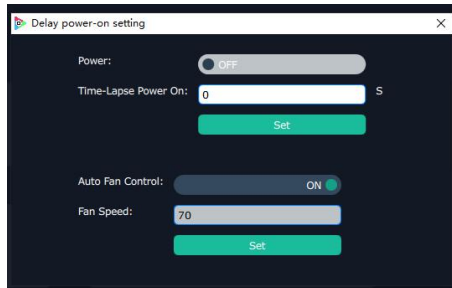 Delay power-on setting
Power: OFF
Time-Lapse Power On: 0 S
Set
Auto Fan Control: ON
Fan Speed: 70
Set